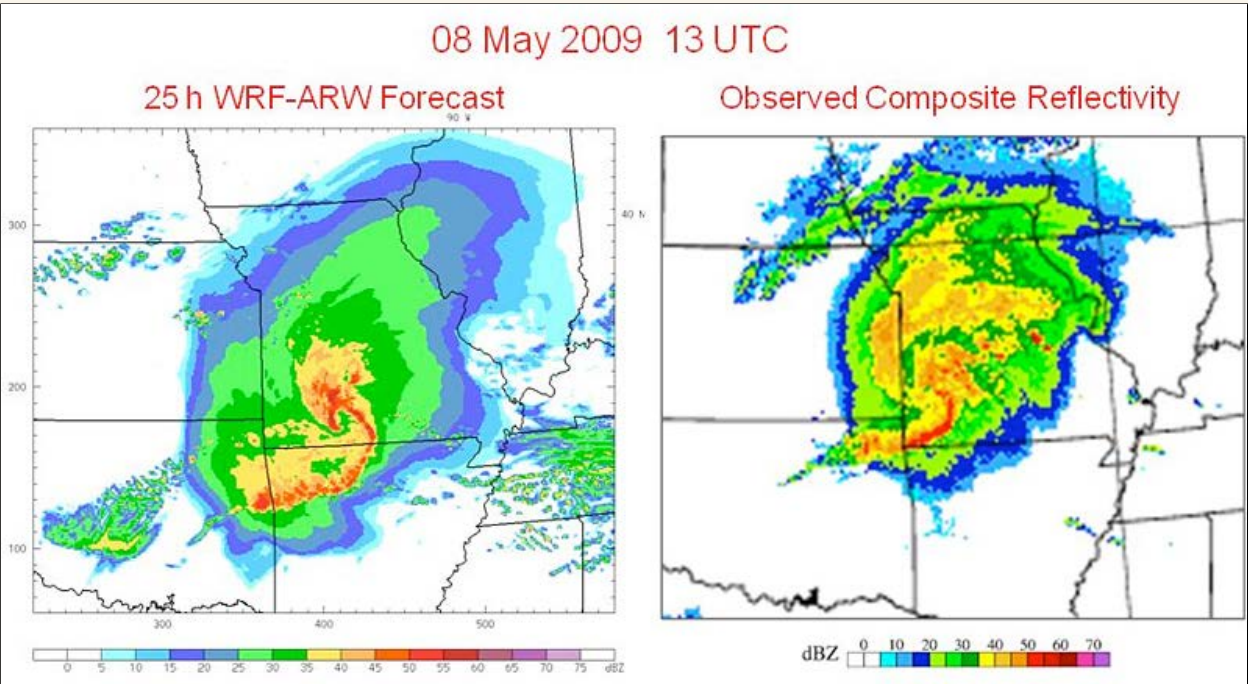 08 May 2009 13 UTC
25 h WRF-ARW Forecast
Observed Composite Reflectivity
90 W
40 N
300
200
100
300 400 500
0 5 10 15 20 25 30 35 40 45 50 55 60 65 70 75 dBZ
dBZ 0 10 20 30 40 50 60 70